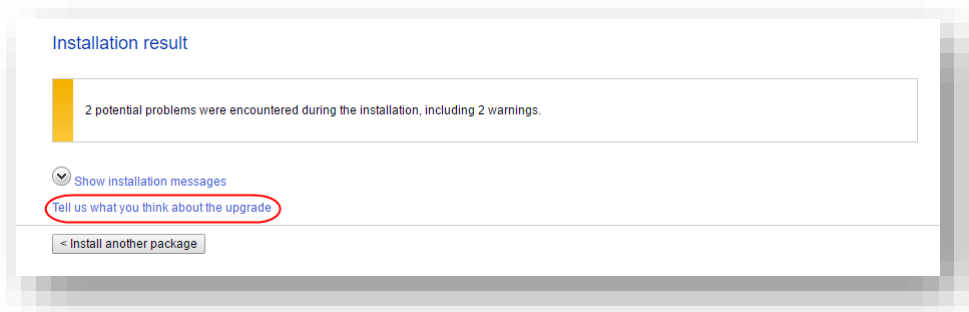 Installation result
2 potential problems were encountered during the installation, including 2 warnings.
Show installation messages
Tell us what you think about the upgrade
< Install another package